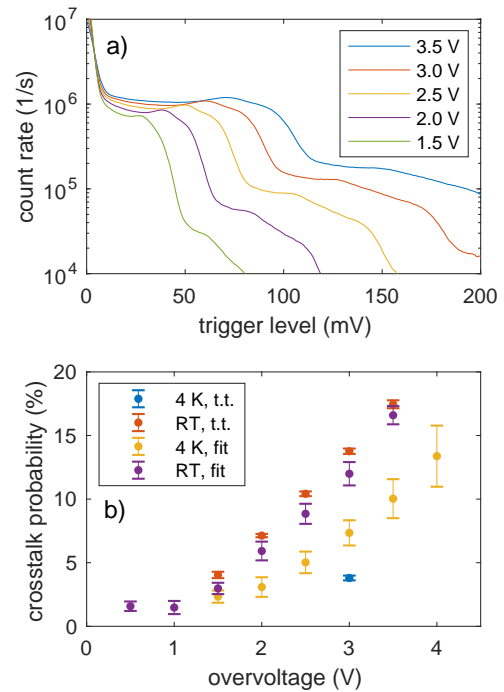 a)
3.5 V
3.0 V
2.5 V
2.0 V
1.5 V
10^7
10^6
10^5
10^4
count rate (1/s)
0 50 100 150 200
trigger level (mV)
4 K, t.t.
RT, t.t.
4 K, fit
RT, fit
b)
20
15
10
5
0
crosstalk probability (%)
0 1 2 3 4
overvoltage (V)